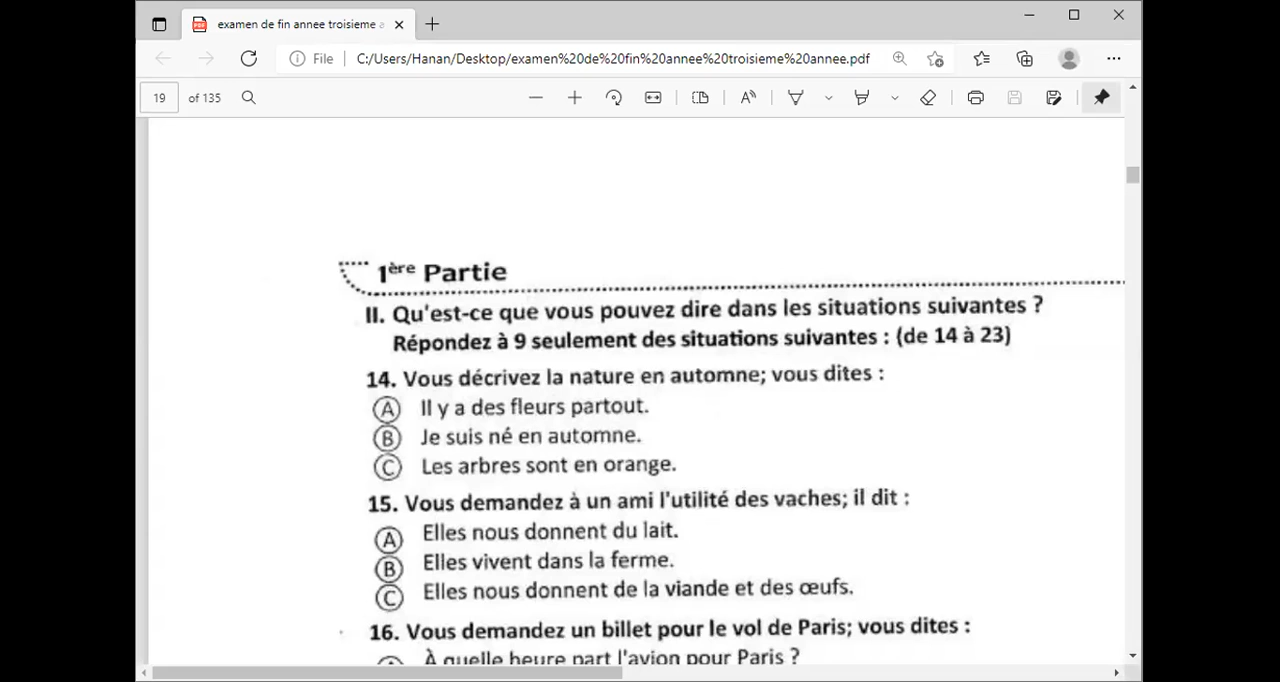 examen de fin annee troisieme a
File
C:/Users/Hanan/Desktop/examen%20de%20fin%20annee%20troisieme%20annee.pdf
19 of 135
1ère Partie
II. Qu'est-ce que vous pouvez dire dans les situations suivantes ?
Répondez à 9 seulement des situations suivantes : (de 14 à 23)
14. Vous décrivez la nature en automne; vous dites :
A Il y a des fleurs partout.
B Je suis né en automne.
C Les arbres sont en orange.
15. Vous demandez à un ami l'utilité des vaches; il dit :
A Elles nous donnent du lait.
B Elles vivent dans la ferme.
C Elles nous donnent de la viande et des œufs.
16. Vous demandez un billet pour le vol de Paris; vous dites :
A À quelle heure part l'avion pour Paris ?